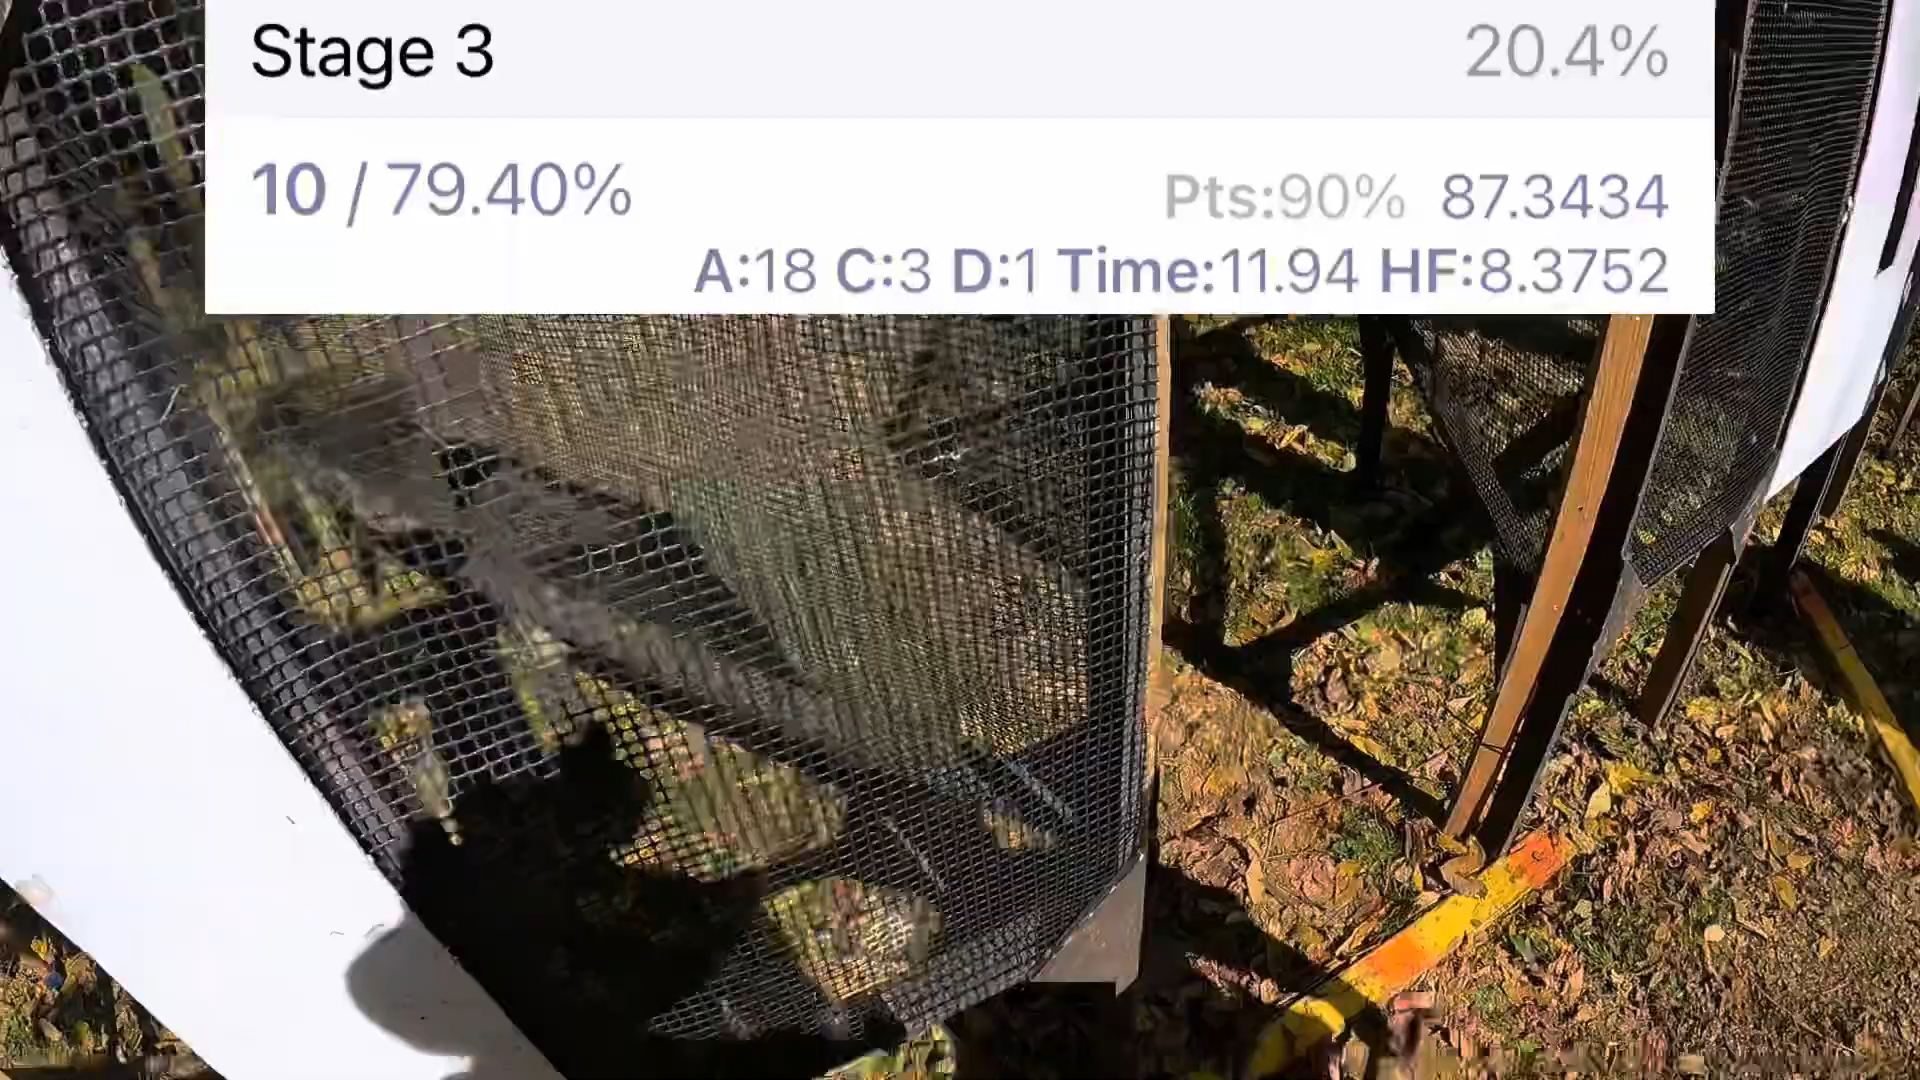 Stage 3 20.4%
10 / 79.40% Pts:90% 87.3434
A:18 C:3 D:1 Time:11.94 HF:8.3752